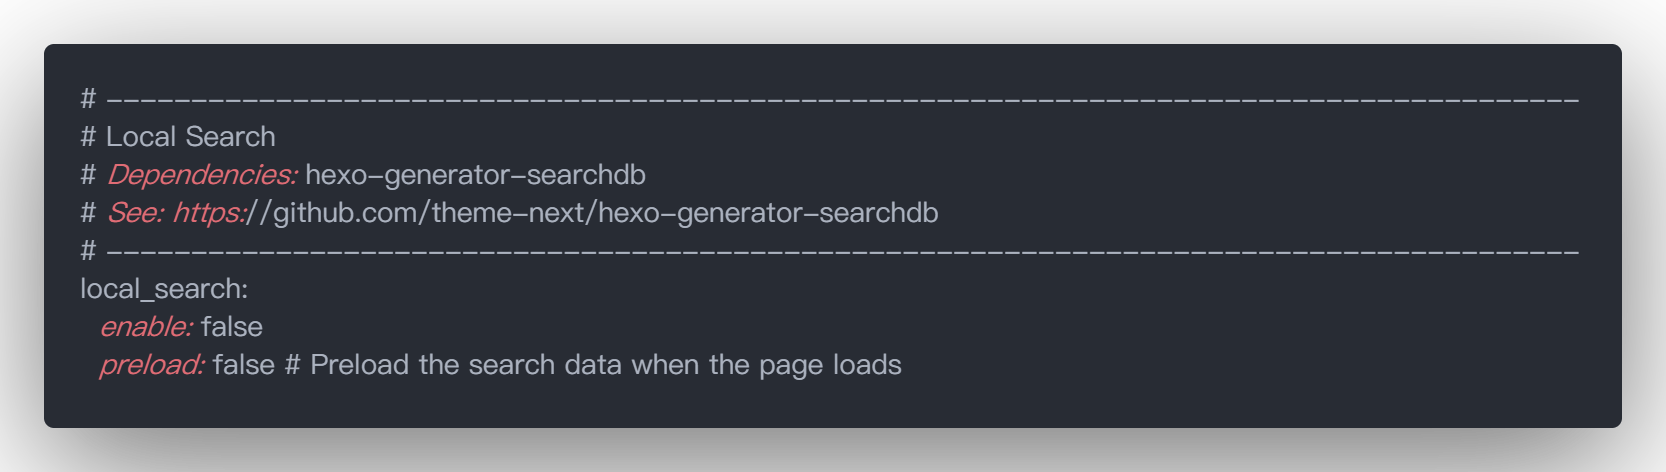 # -----------------------------------------------------------------------------------------
# Local Search
# Dependencies: hexo-generator-searchdb
# See: https://github.com/theme-next/hexo-generator-searchdb
# -----------------------------------------------------------------------------------------
local_search:
  enable: false
  preload: false # Preload the search data when the page loads